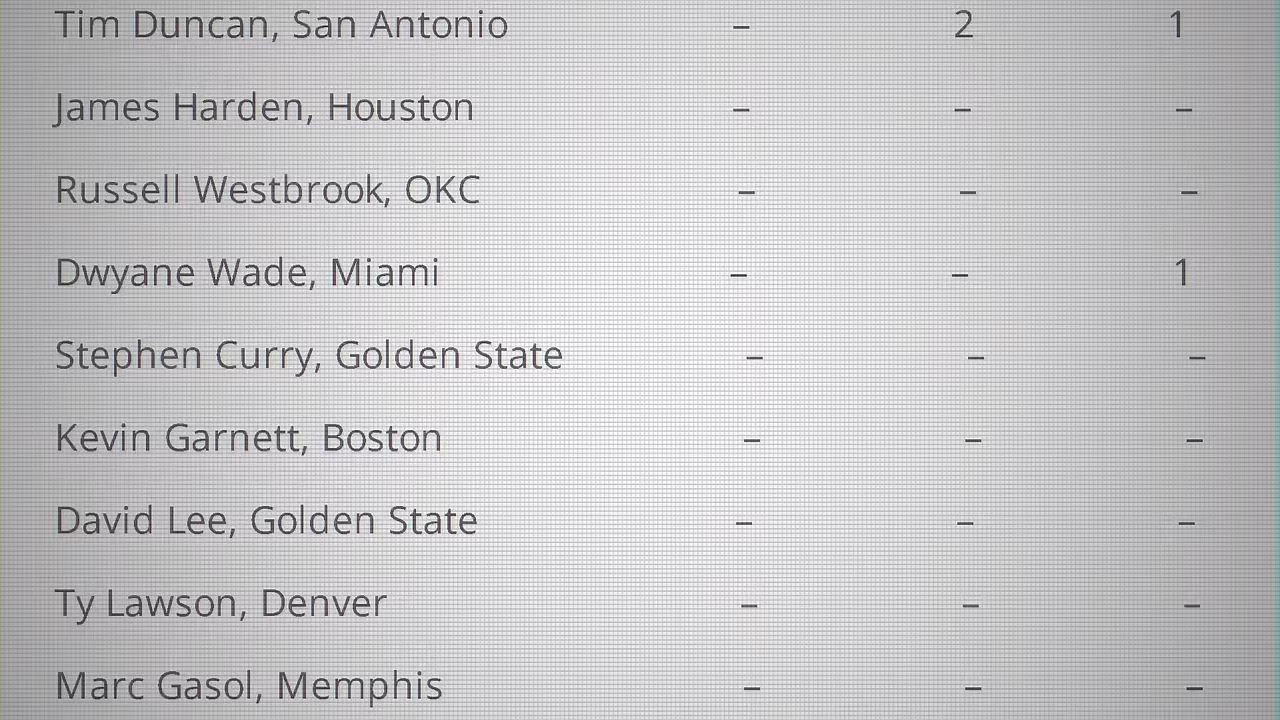 Tim Duncan, San Antonio – 2 1
James Harden, Houston – – –
Russell Westbrook, OKC – – –
Dwyane Wade, Miami – – 1
Stephen Curry, Golden State – – –
Kevin Garnett, Boston – – –
David Lee, Golden State – – –
Ty Lawson, Denver – – –
Marc Gasol, Memphis – – –